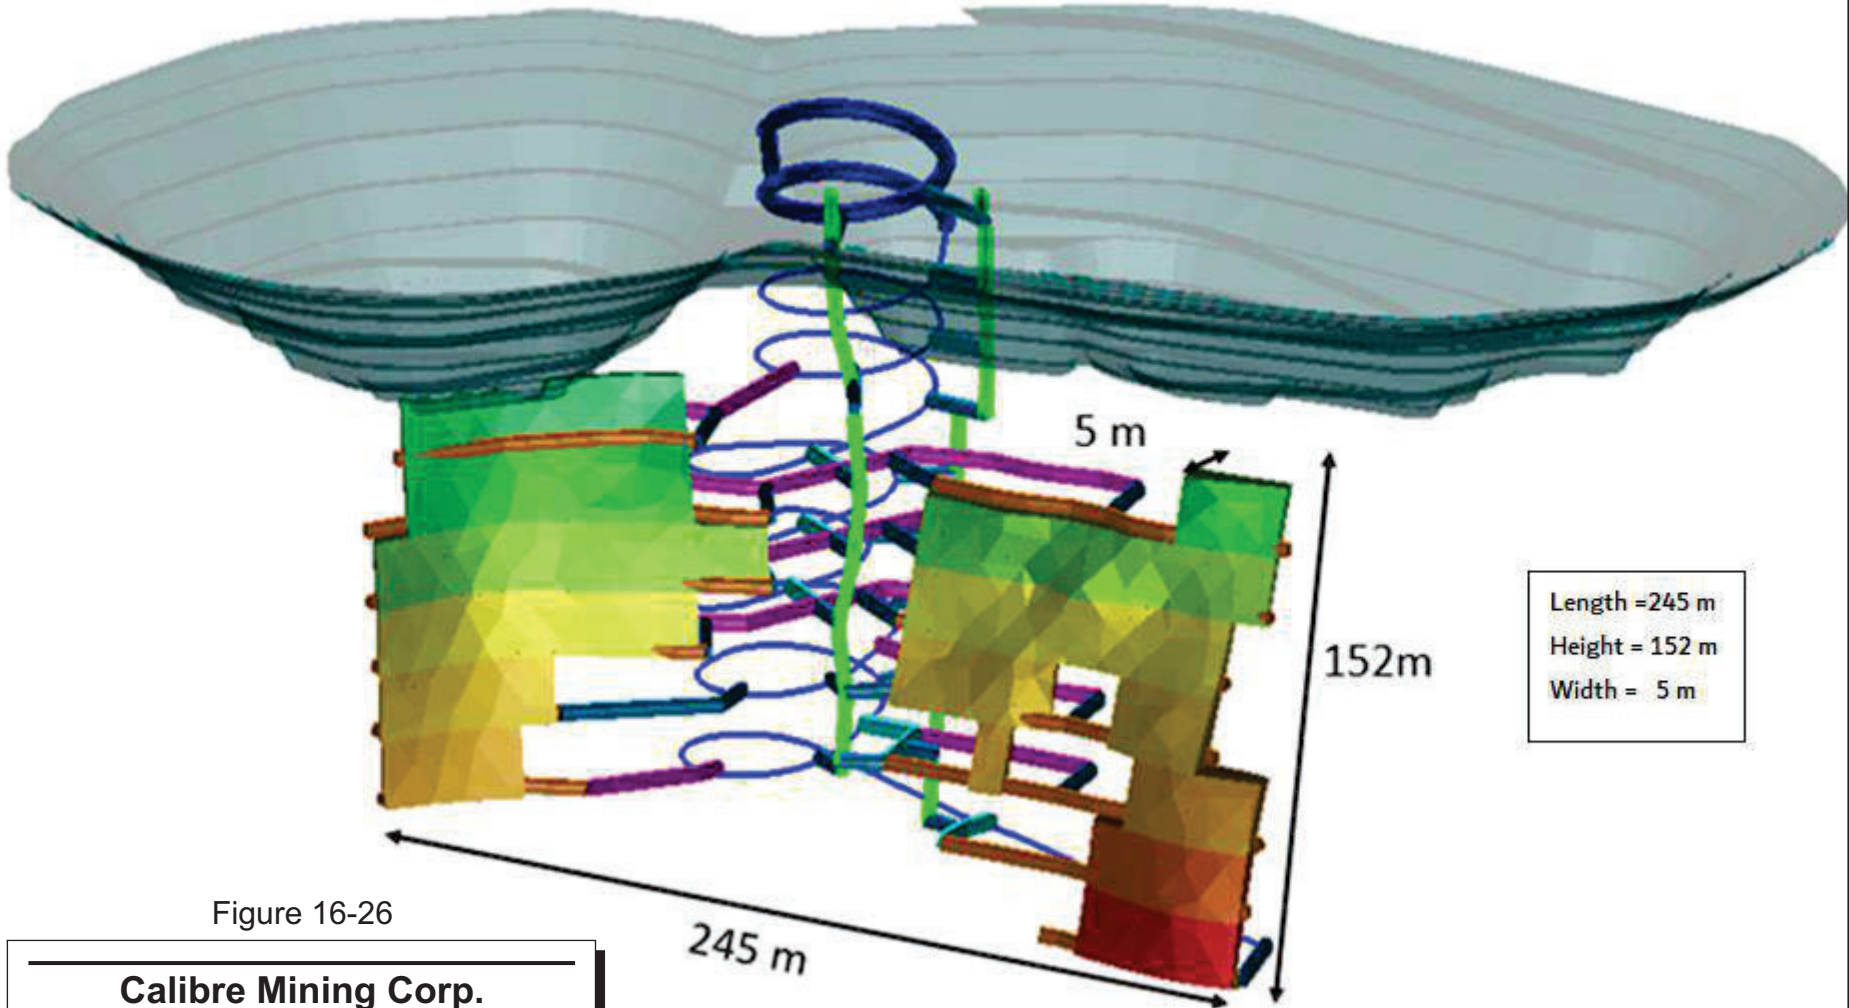 5 m
152m
Length =245 m
Height = 152 m
Width =   5 m
245 m
Figure 16-26
Calibre Mining Corp.